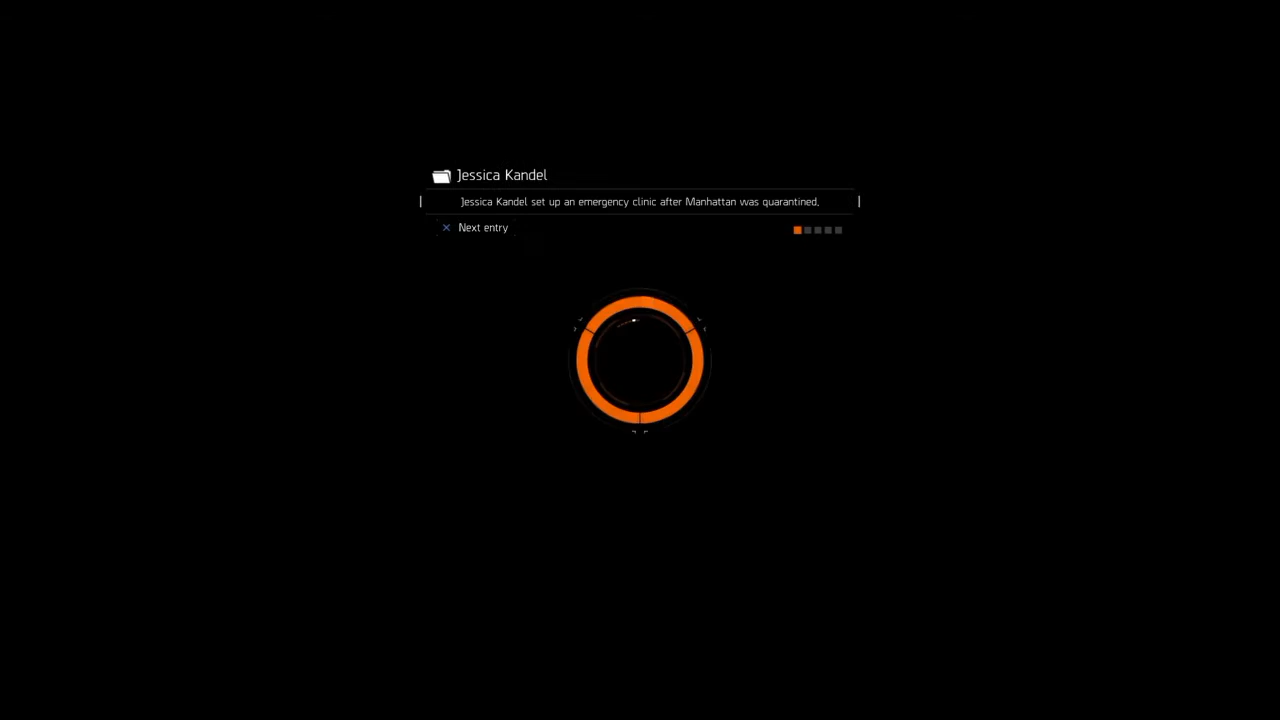 Jessica Kandel
Jessica Kandel set up an emergency clinic after Manhattan was quarantined.
Next entry